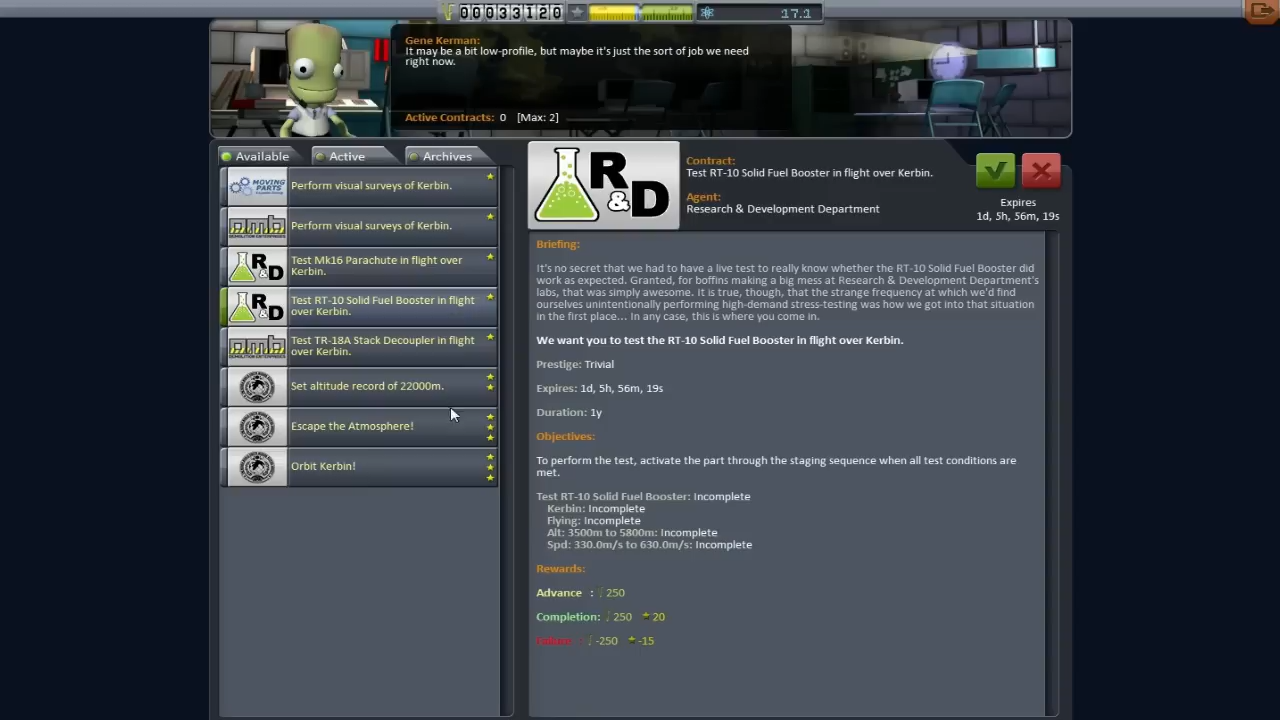 00033120
17.1
Gene Kerman:
It may be a bit low-profile, but maybe it's just the sort of job we need
right now.
Active Contracts: 0 [Max: 2]
Available
Active
Archives
MOVING
PARTS
Perform visual surveys of Kerbin.
Perform visual surveys of Kerbin.
R&D
Test Mk16 Parachute in flight over
Kerbin.
R&D
Test RT-10 Solid Fuel Booster in flight
over Kerbin.
Test TR-18A Stack Decoupler in flight
over Kerbin.
Set altitude record of 22000m.
Escape the Atmosphere!
Orbit Kerbin!
R&D
Contract:
Test RT-10 Solid Fuel Booster in flight over Kerbin.
Agent:
Research & Development Department
Expires
1d, 5h, 56m, 19s
Briefing:
It's no secret that we had to have a live test to really know whether the RT-10 Solid Fuel Booster did
work as expected. Granted, for boffins making a big mess at Research & Development Department's
labs, that was simply awesome. It is true, though, that the strange frequency at which we'd find
ourselves unintentionally performing high-demand stress-testing was how we got into that situation
in the first place... In any case, this is where you come in.
We want you to test the RT-10 Solid Fuel Booster in flight over Kerbin.
Prestige: Trivial
Expires: 1d, 5h, 56m, 19s
Duration: 1y
Objectives:
To perform the test, activate the part through the staging sequence when all test conditions are
met.
Test RT-10 Solid Fuel Booster: Incomplete
Kerbin: Incomplete
Flying: Incomplete
Alt: 3500m to 5800m: Incomplete
Spd: 330.0m/s to 630.0m/s: Incomplete
Rewards:
Advance : 250
Completion: 250 20
Failure: -250 -15